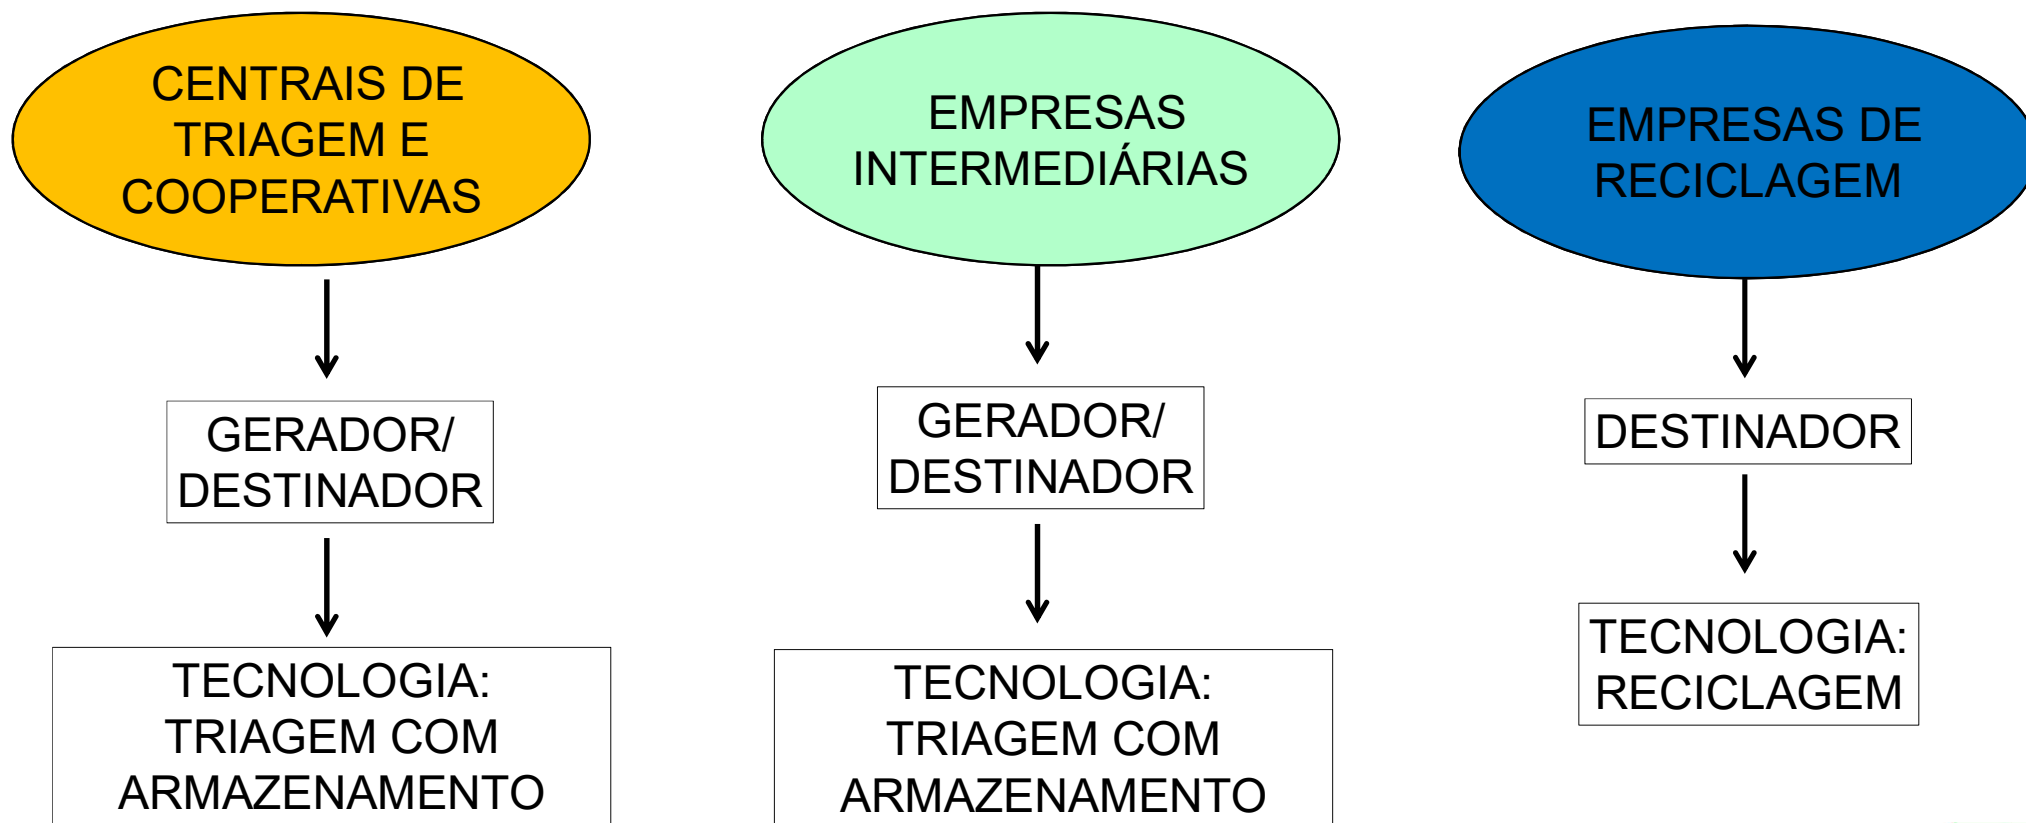 CENTRAIS DE
TRIAGEM E
COOPERATIVAS
GERADOR/
DESTINADOR
TECNOLOGIA:
TRIAGEM COM
ARMAZENAMENTO
EMPRESAS
INTERMEDIÁRIAS
GERADOR/
DESTINADOR
TECNOLOGIA:
TRIAGEM COM
ARMAZENAMENTO
EMPRESAS DE
RECICLAGEM
DESTINADOR
TECNOLOGIA:
RECICLAGEM